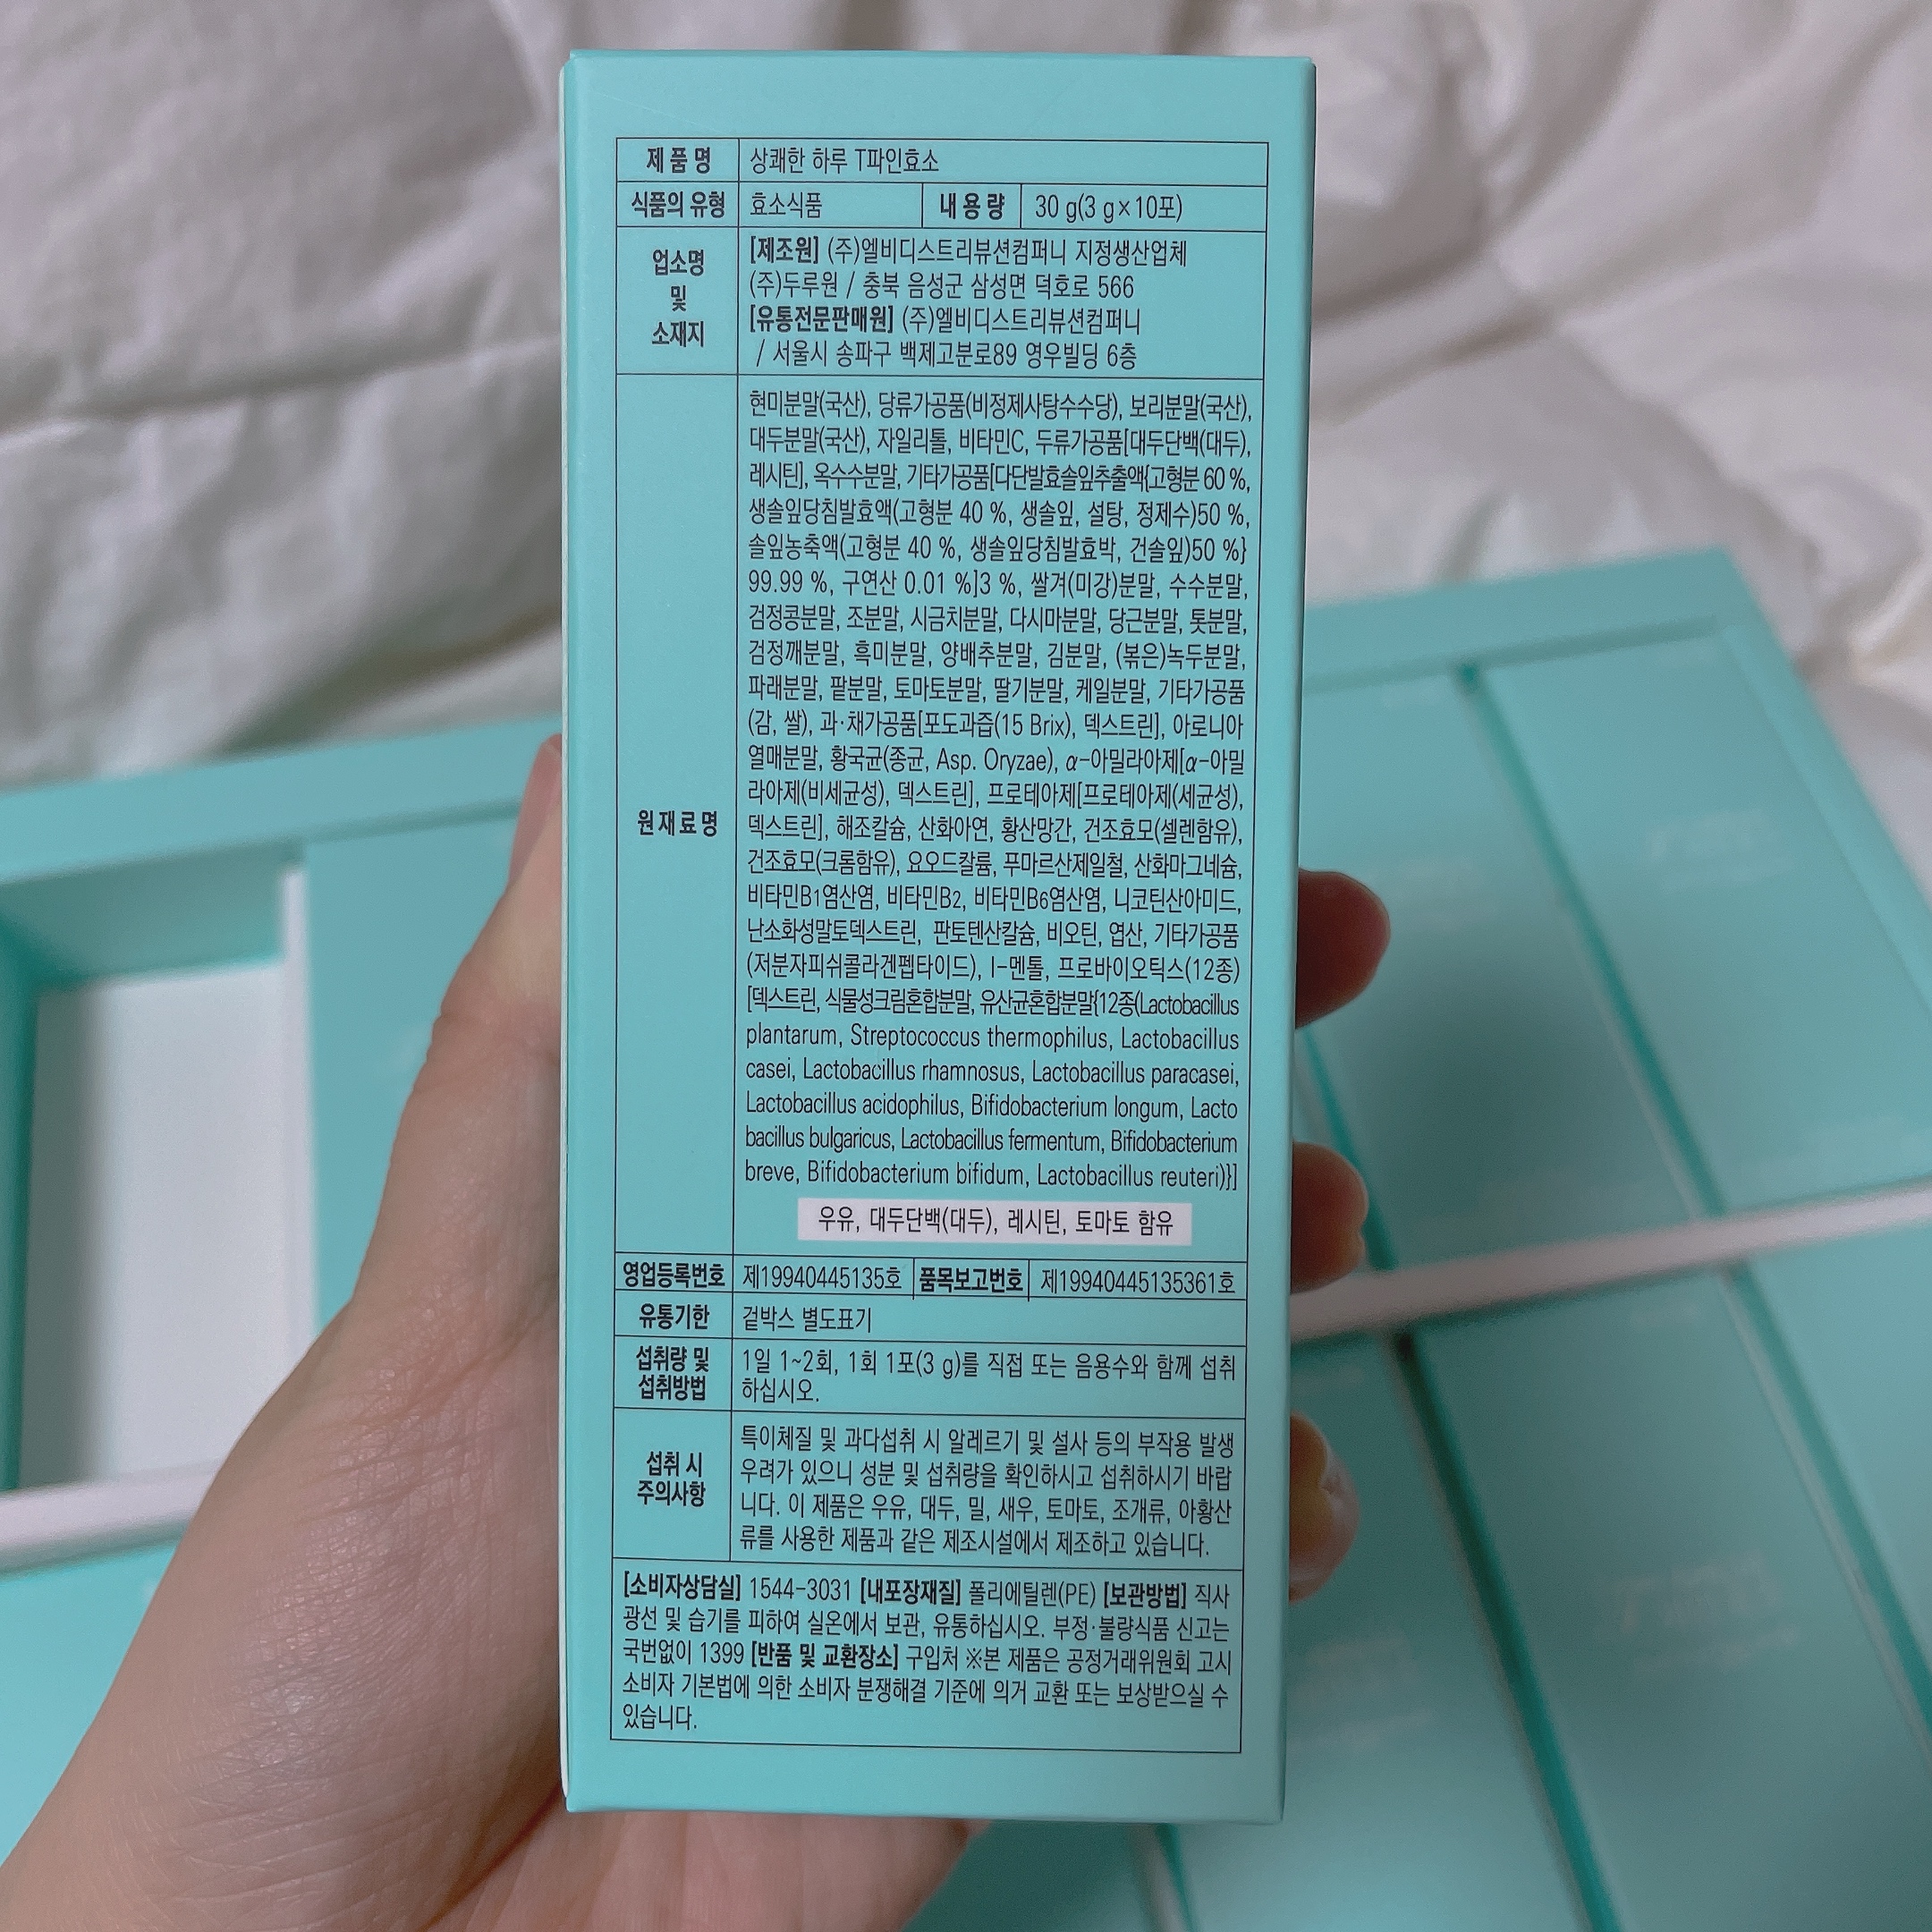 제품명 상쾌한 하루 T파인효소
식품의 유형 효소식품 내용량 30 g(3 g×10포)
업소명 및 소재지
[제조원] (주)엘비디스트리뷰션컴퍼니 지정생산업체
(주)두루원 / 충북 음성군 삼성면 덕호로 566
[유통전문판매원] (주)엘비디스트리뷰션컴퍼니
/ 서울시 송파구 백제고분로89 영우빌딩 6층
원재료명
현미분말(국산), 당류가공품(비정제사탕수수당), 보리분말(국산),
대두분말(국산), 자일리톨, 비타민C, 두류가공품[대두단백(대두),
레시틴], 옥수수분말, 기타가공품[다단발효솔잎추출액{고형분 60 %,
생솔잎당침발효액(고형분 40 %, 생솔잎, 설탕, 정제수)50 %,
솔잎농축액(고형분 40 %, 생솔잎당침발효박, 건솔잎)50 %}
99.99 %, 구연산 0.01 %]3 %, 쌀겨(미강)분말, 수수분말,
검정콩분말, 조분말, 시금치분말, 다시마분말, 당근분말, 톳분말,
검정깨분말, 흑미분말, 양배추분말, 김분말, (볶은)녹두분말,
파래분말, 팥분말, 토마토분말, 딸기분말, 케일분말, 기타가공품
(감, 쌀), 과·채가공품[포도과즙(15 Brix), 덱스트린], 아로니아
열매분말, 황국균(종균, Asp. Oryzae), α-아밀라아제[α-아밀
라아제(비세균성), 덱스트린], 프로테아제[프로테아제(세균성),
덱스트린], 해조칼슘, 산화아연, 황산망간, 건조효모(셀렌함유),
건조효모(크롬함유), 요오드칼륨, 푸마르산제일철, 산화마그네슘,
비타민B1염산염, 비타민B2, 비타민B6염산염, 니코틴산아미드,
난소화성말토덱스트린, 판토텐산칼슘, 비오틴, 엽산, 기타가공품
(저분자피쉬콜라겐펩타이드), l-멘톨, 프로바이오틱스(12종)
[덱스트린, 식물성크림혼합분말, 유산균혼합분말{12종(Lactobacillus
plantarum, Streptococcus thermophilus, Lactobacillus
casei, Lactobacillus rhamnosus, Lactobacillus paracasei,
Lactobacillus acidophilus, Bifidobacterium longum, Lacto
bacillus bulgaricus, Lactobacillus fermentum, Bifidobacterium
breve, Bifidobacterium bifidum, Lactobacillus reuteri)}]
우유, 대두단백(대두), 레시틴, 토마토 함유
영업등록번호 제19940445135호 품목보고번호 제19940445135361호
유통기한 겉박스 별도표기
섭취량 및 섭취방법
1일 1~2회, 1회 1포(3 g)를 직접 또는 음용수와 함께 섭취
하십시오.
섭취 시 주의사항
특이체질 및 과다섭취 시 알레르기 및 설사 등의 부작용 발생
우려가 있으니 성분 및 섭취량을 확인하시고 섭취하시기 바랍
니다. 이 제품은 우유, 대두, 밀, 새우, 토마토, 조개류, 아황산
류를 사용한 제품과 같은 제조시설에서 제조하고 있습니다.
[소비자상담실] 1544-3031 [내포장재질] 폴리에틸렌(PE) [보관방법] 직사
광선 및 습기를 피하여 실온에서 보관, 유통하십시오. 부정·불량식품 신고는
국번없이 1399 [반품 및 교환장소] 구입처 ※본 제품은 공정거래위원회 고시
소비자 기본법에 의한 소비자 분쟁해결 기준에 의거 교환 또는 보상받으실 수
있습니다.